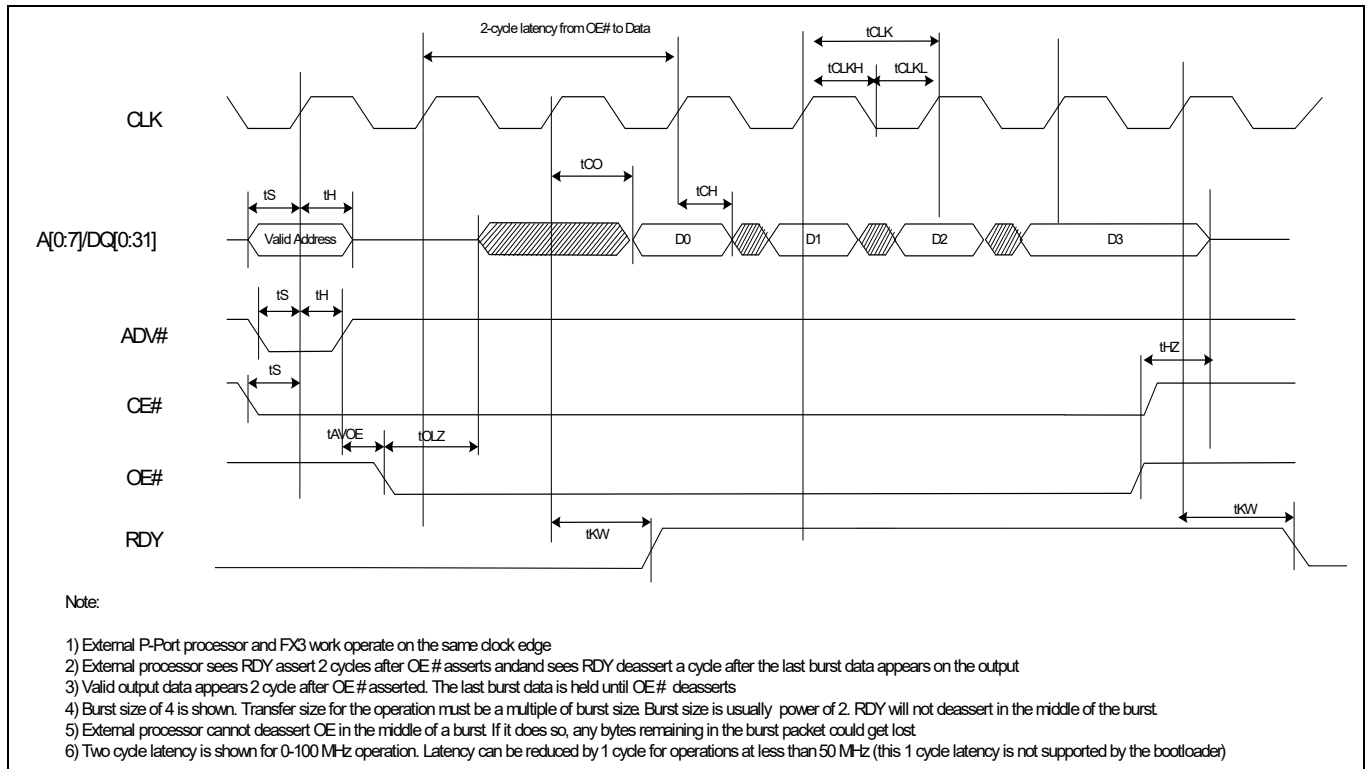 2-cycle latency from OE# to Data
tCLK
tCLKH
tCLKL
CLK
tCO
tCH
tS
tH
A[0:7]/DQ[0:31]
Valid Address
D0
D1
D2
D3
tS
tH
ADV#
tHZ
tS
CE#
tAVOE
tOLZ
OE#
tKW
tKW
RDY
Note:
1) External P-Port processor and FX3 work operate on the same clock edge
2) External processor sees RDY assert 2 cycles after OE # asserts andand sees RDY deassert a cycle after the last burst data appears on the output
3) Valid output data appears 2 cycle after OE # asserted. The last burst data is held until OE # deasserts
4) Burst size of 4 is shown. Transfer size for the operation must be a multiple of burst size. Burst size is usually power of 2. RDY will not deassert in the middle of the burst.
5) External processor cannot deassert OE in the middle of a burst. If it does so, any bytes remaining in the burst packet could get lost.
6) Two cycle latency is shown for 0-100 MHz operation. Latency can be reduced by 1 cycle for operations at less than 50 MHz (this 1 cycle latency is not supported by the bootloader)